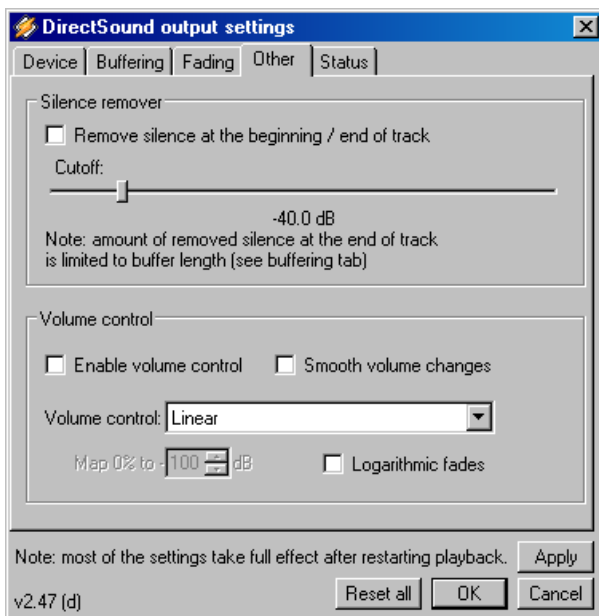 DirectSound output settings
Device Buffering Fading Other Status
Silence remover
Remove silence at the beginning / end of track
Cutoff:
-40.0 dB
Note: amount of removed silence at the end of track
is limited to buffer length (see buffering tab)
Volume control
Enable volume control Smooth volume changes
Volume control: Linear
Map 0% to -100 dB Logarithmic fades
Note: most of the settings take full effect after restarting playback. Apply
v2.47 (d) Reset all OK Cancel